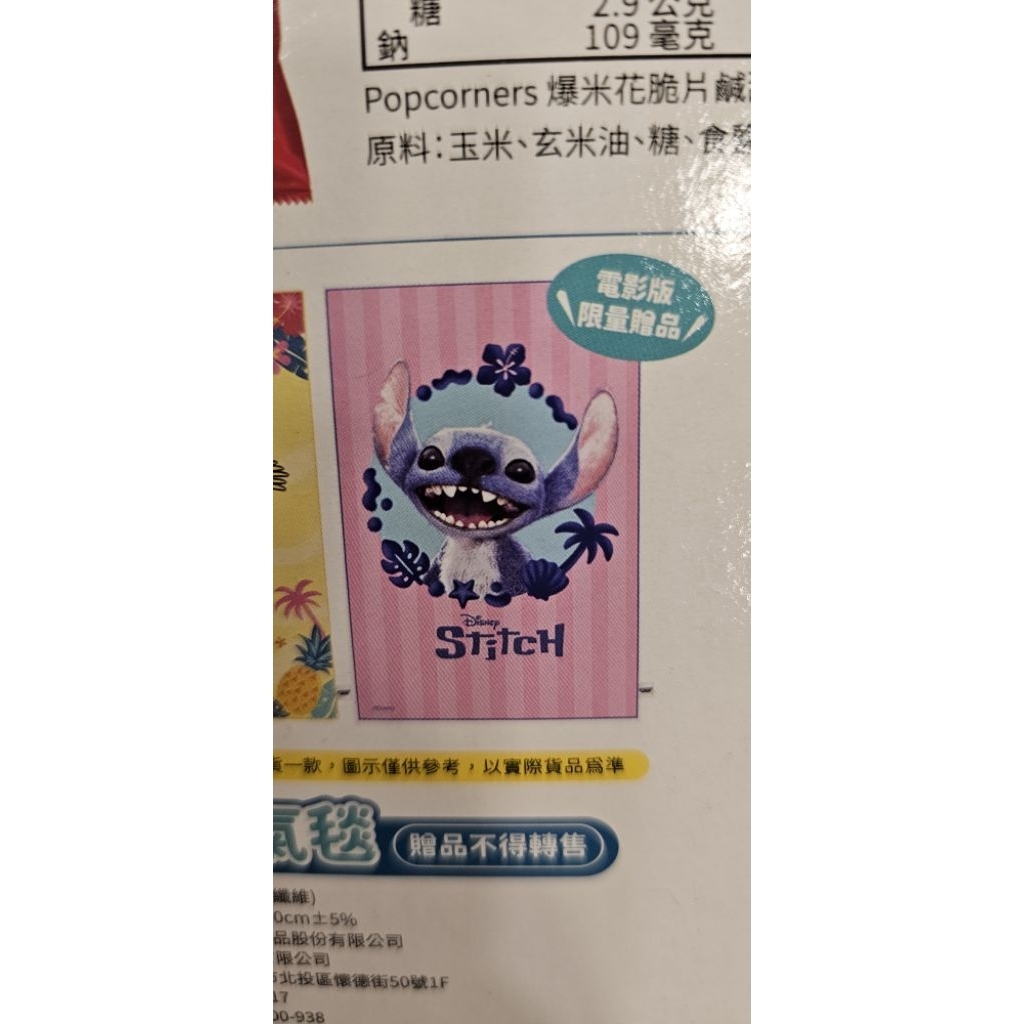 糖 2.9 公克
鈉 109 毫克
Popcorners 爆米花脆片鹹
原料：玉米、玄米油、糖、食
電影版
限量贈品
Disney
Stitch
一款，圖示僅供參考，以實際貨品為準
氣毯 贈品不得轉售
纖維)
0cm±5%
品股份有限公司
限公司
北投區懷德街50號1F
17
00-938